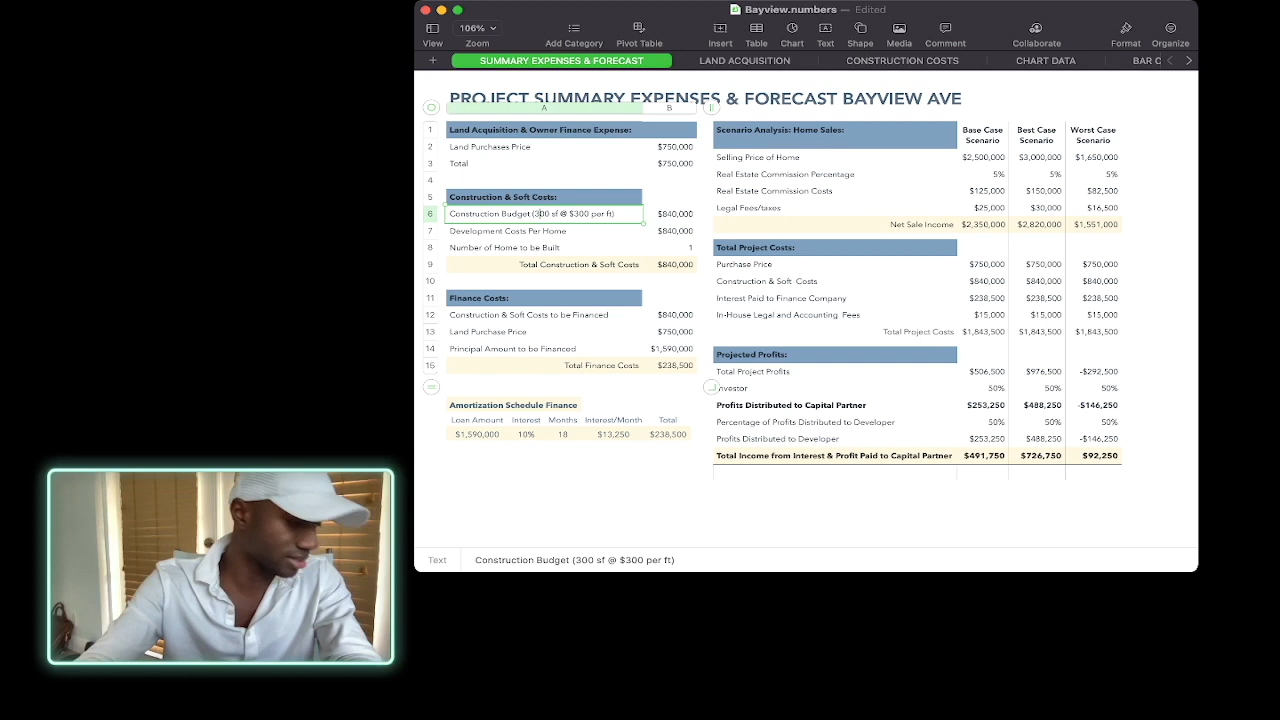 Bayview.numbers — Edited
106%
View Zoom Add Category Pivot Table Insert Table Chart Text Shape Media Comment Collaborate Format Organize
+ SUMMARY EXPENSES & FORECAST LAND ACQUISITION CONSTRUCTION COSTS CHART DATA BAR C
PROJECT SUMMARY EXPENSES & FORECAST BAYVIEW AVE
A B
1 Land Acquisition & Owner Finance Expense:
2 Land Purchases Price $750,000
3 Total $750,000
4
5 Construction & Soft Costs:
6 Construction Budget (300 sf @ $300 per ft) $840,000
7 Development Costs Per Home $840,000
8 Number of Home to be Built 1
9 Total Construction & Soft Costs $840,000
10
11 Finance Costs:
12 Construction & Soft Costs to be Financed $840,000
13 Land Purchase Price $750,000
14 Principal Amount to be Financed $1,590,000
15 Total Finance Costs $238,500
Amortization Schedule Finance
Loan Amount Interest Months Interest/Month Total
$1,590,000 10% 18 $13,250 $238,500
Scenario Analysis: Home Sales: Base Case Best Case Worst Case
Scenario Scenario Scenario
Selling Price of Home $2,500,000 $3,000,000 $1,650,000
Real Estate Commission Percentage 5% 5% 5%
Real Estate Commission Costs $125,000 $150,000 $82,500
Legal Fees/taxes $25,000 $30,000 $16,500
Net Sale Income $2,350,000 $2,820,000 $1,551,000
Total Project Costs:
Purchase Price $750,000 $750,000 $750,000
Construction & Soft Costs $840,000 $840,000 $840,000
Interest Paid to Finance Company $238,500 $238,500 $238,500
In-House Legal and Accounting Fees $15,000 $15,000 $15,000
Total Project Costs $1,843,500 $1,843,500 $1,843,500
Projected Profits:
Total Project Profits $506,500 $976,500 -$292,500
Investor 50% 50% 50%
Profits Distributed to Capital Partner $253,250 $488,250 -$146,250
Percentage of Profits Distributed to Developer 50% 50% 50%
Profits Distributed to Developer $253,250 $488,250 -$146,250
Total Income from Interest & Profit Paid to Capital Partner $491,750 $726,750 $92,250
Text Construction Budget (300 sf @ $300 per ft)